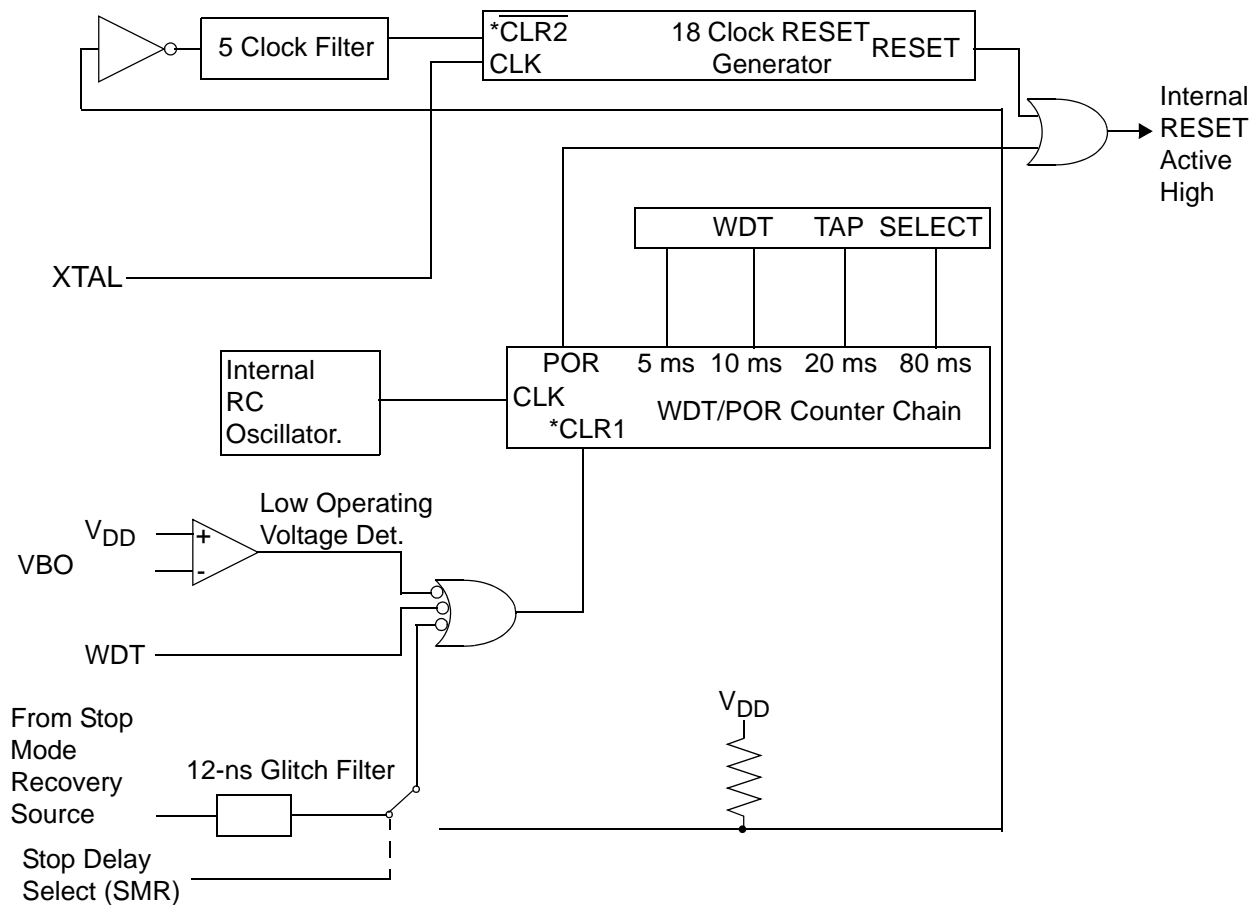 5 Clock Filter
*CLR2
CLK
18 Clock RESET
Generator
RESET
Internal
RESET
Active
High
WDT TAP SELECT
XTAL
POR 5 ms 10 ms 20 ms 80 ms
CLK
WDT/POR Counter Chain
*CLR1
Internal
RC
Oscillator.
Low Operating
Voltage Det.
VDD
VBO
+
-
WDT
From Stop
Mode
Recovery
Source
12-ns Glitch Filter
VDD
Stop Delay
Select (SMR)